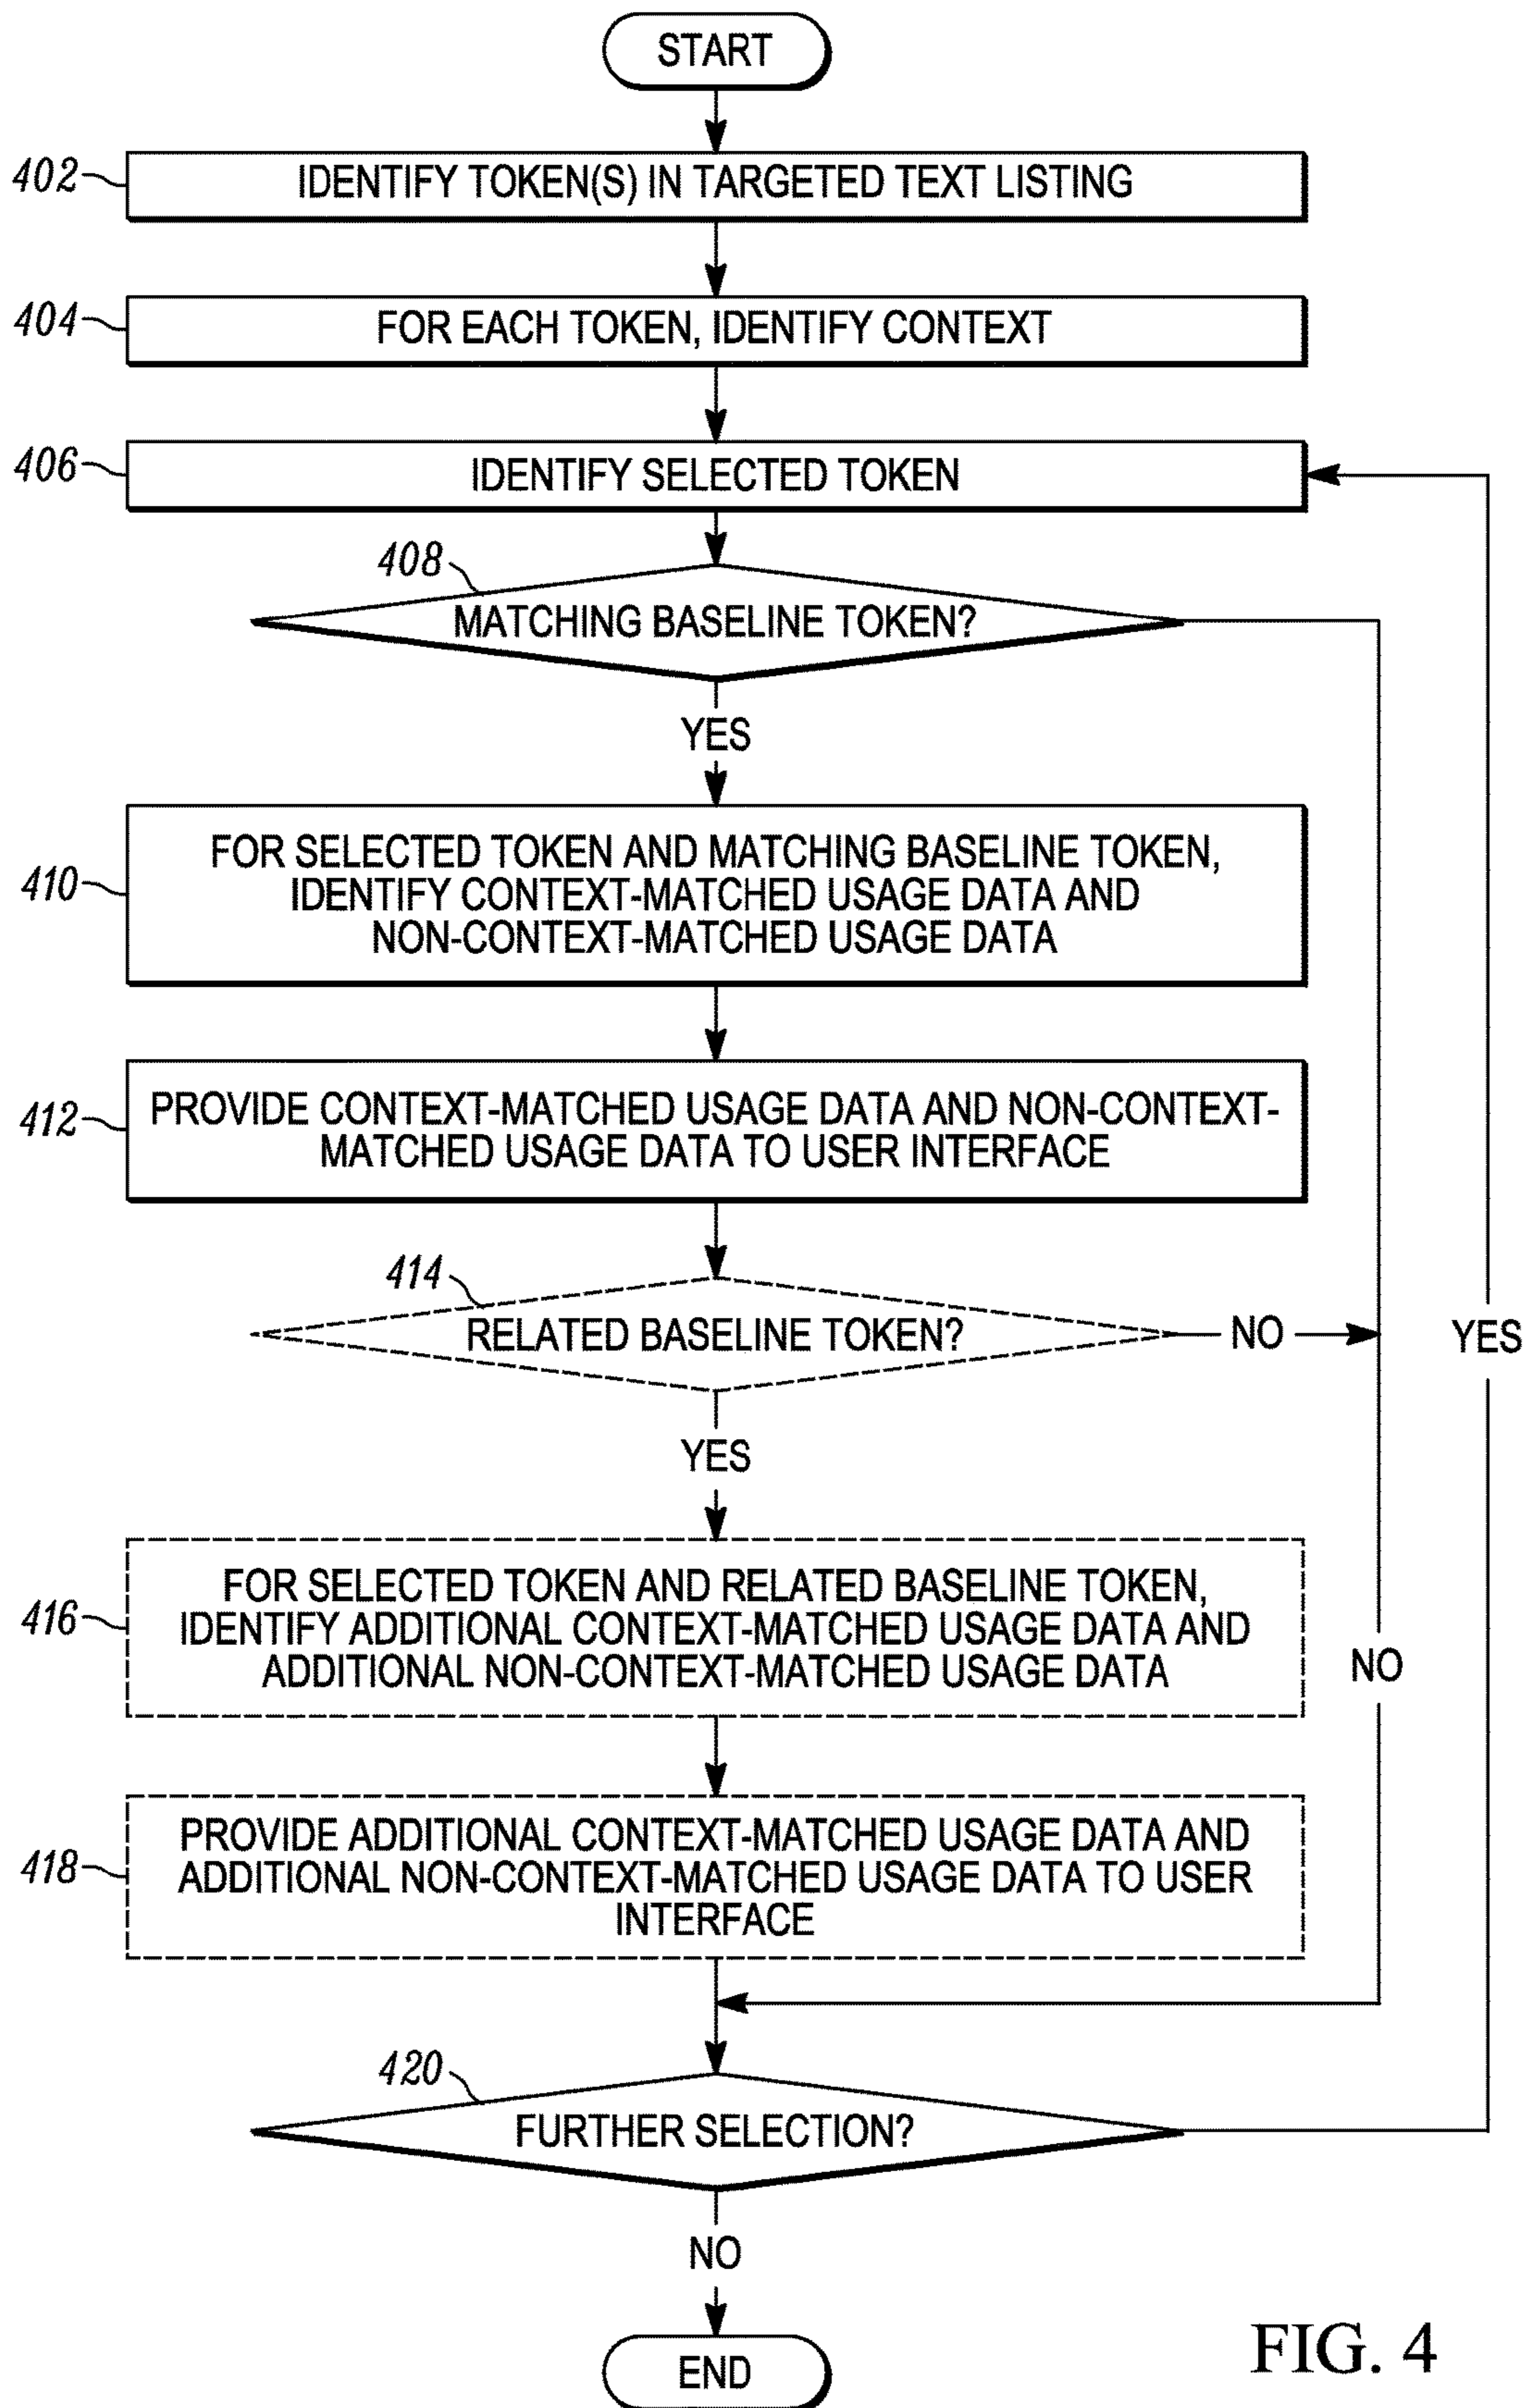 START
402
IDENTIFY TOKEN(S) IN TARGETED TEXT LISTING
404
FOR EACH TOKEN, IDENTIFY CONTEXT
406
IDENTIFY SELECTED TOKEN
408
MATCHING BASELINE TOKEN?
YES
410
FOR SELECTED TOKEN AND MATCHING BASELINE TOKEN,
IDENTIFY CONTEXT-MATCHED USAGE DATA AND
NON-CONTEXT-MATCHED USAGE DATA
412
PROVIDE CONTEXT-MATCHED USAGE DATA AND NON-CONTEXT-
MATCHED USAGE DATA TO USER INTERFACE
414
RELATED BASELINE TOKEN?
NO
YES
YES
416
FOR SELECTED TOKEN AND RELATED BASELINE TOKEN,
IDENTIFY ADDITIONAL CONTEXT-MATCHED USAGE DATA AND
ADDITIONAL NON-CONTEXT-MATCHED USAGE DATA
NO
418
PROVIDE ADDITIONAL CONTEXT-MATCHED USAGE DATA AND
ADDITIONAL NON-CONTEXT-MATCHED USAGE DATA TO USER
INTERFACE
420
FURTHER SELECTION?
NO
END
FIG. 4